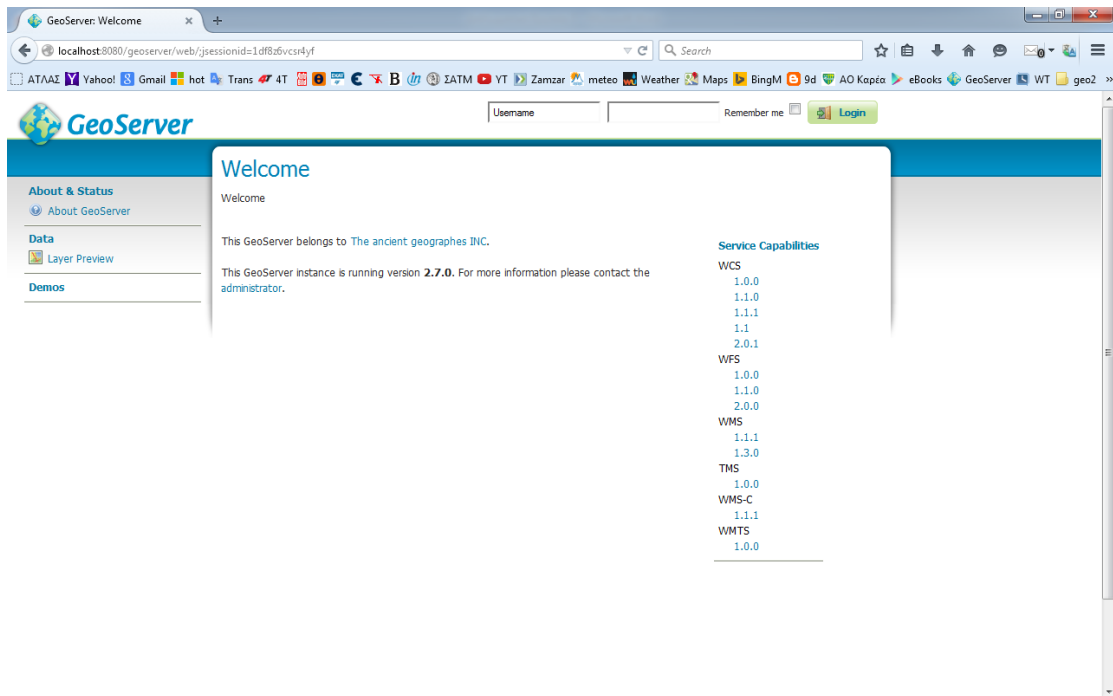 GeoServer: Welcome
localhost:8080/geoserver/web/;jsessionid=1df8z6vcsr4yf
Search
ΑΤΛΑΣ Yahoo! Gmail hot Trans 4T ΣΑΤΜ YT Zamzar meteo Weather Maps BingM 9d ΑΟ Καρέα eBooks GeoServer WT geo2 »
GeoServer
Username
Remember me
Login
Welcome
Welcome
About & Status
About GeoServer
Data
Layer Preview
Demos
This GeoServer belongs to The ancient geographes INC.
This GeoServer instance is running version 2.7.0. For more information please contact the
administrator.
Service Capabilities
WCS
1.0.0
1.1.0
1.1.1
1.1
2.0.1
WFS
1.0.0
1.1.0
2.0.0
WMS
1.1.1
1.3.0
TMS
1.0.0
WMS-C
1.1.1
WMTS
1.0.0